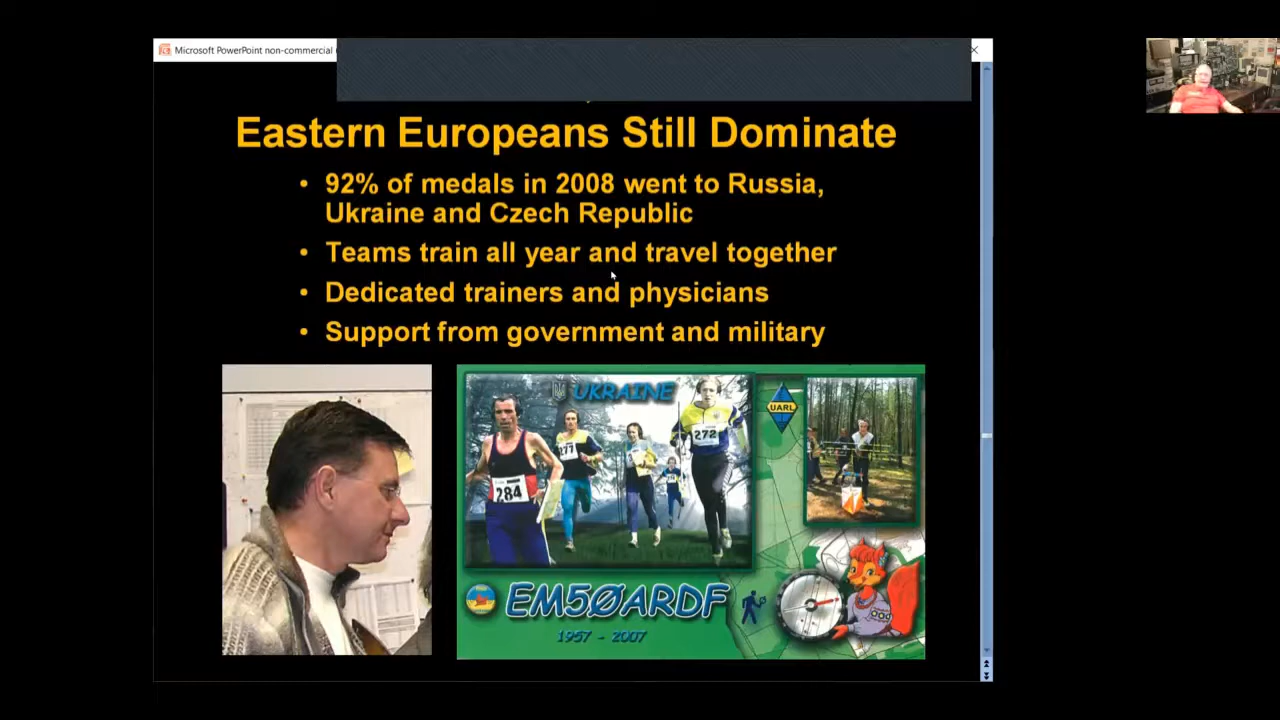 Microsoft PowerPoint non-commercial
Eastern Europeans Still Dominate
• 92% of medals in 2008 went to Russia,
Ukraine and Czech Republic
• Teams train all year and travel together
• Dedicated trainers and physicians
• Support from government and military
UKRAINE
UARL
272
277
284
EM5ØARDF
1957 - 2007